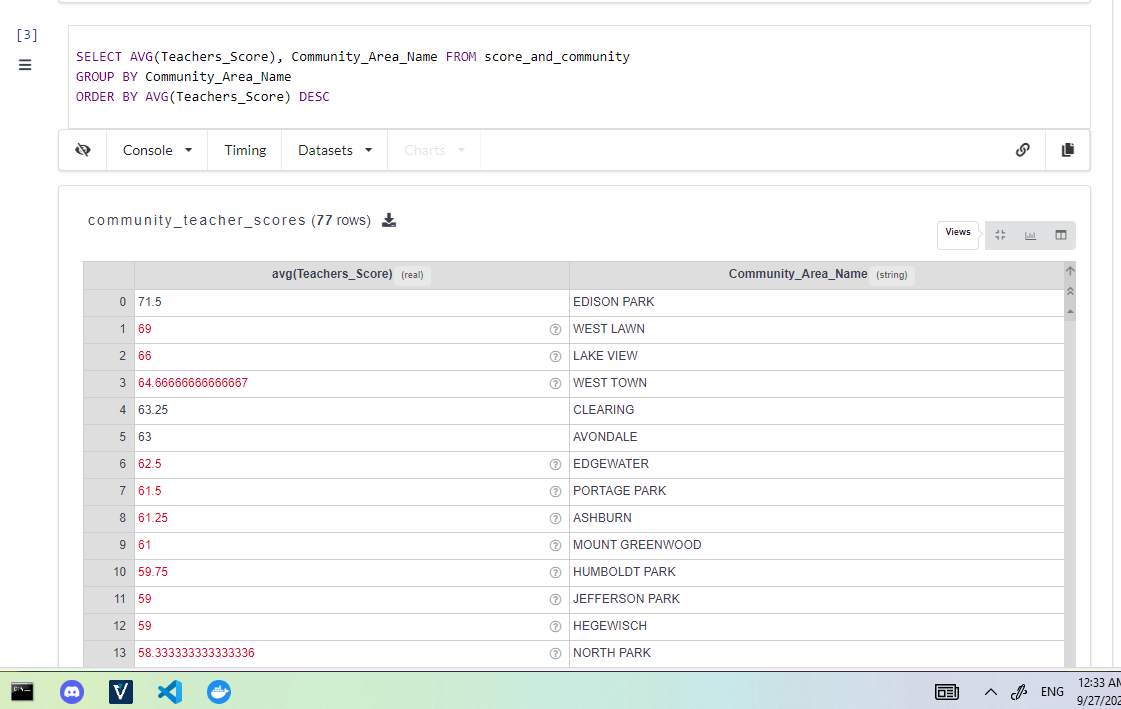 [3]
SELECT AVG(Teachers_Score), Community_Area_Name FROM score_and_community
GROUP BY Community_Area_Name
ORDER BY AVG(Teachers_Score) DESC
Console Timing Datasets Charts
community_teacher_scores (77 rows)
Views
avg(Teachers_Score) (real) Community_Area_Name (string)
0 71.5 EDISON PARK
1 69 WEST LAWN
2 66 LAKE VIEW
3 64.66666666666667 WEST TOWN
4 63.25 CLEARING
5 63 AVONDALE
6 62.5 EDGEWATER
7 61.5 PORTAGE PARK
8 61.25 ASHBURN
9 61 MOUNT GREENWOOD
10 59.75 HUMBOLDT PARK
11 59 JEFFERSON PARK
12 59 HEGEWISCH
13 58.333333333333336 NORTH PARK
ENG
12:33 AM
9/27/202